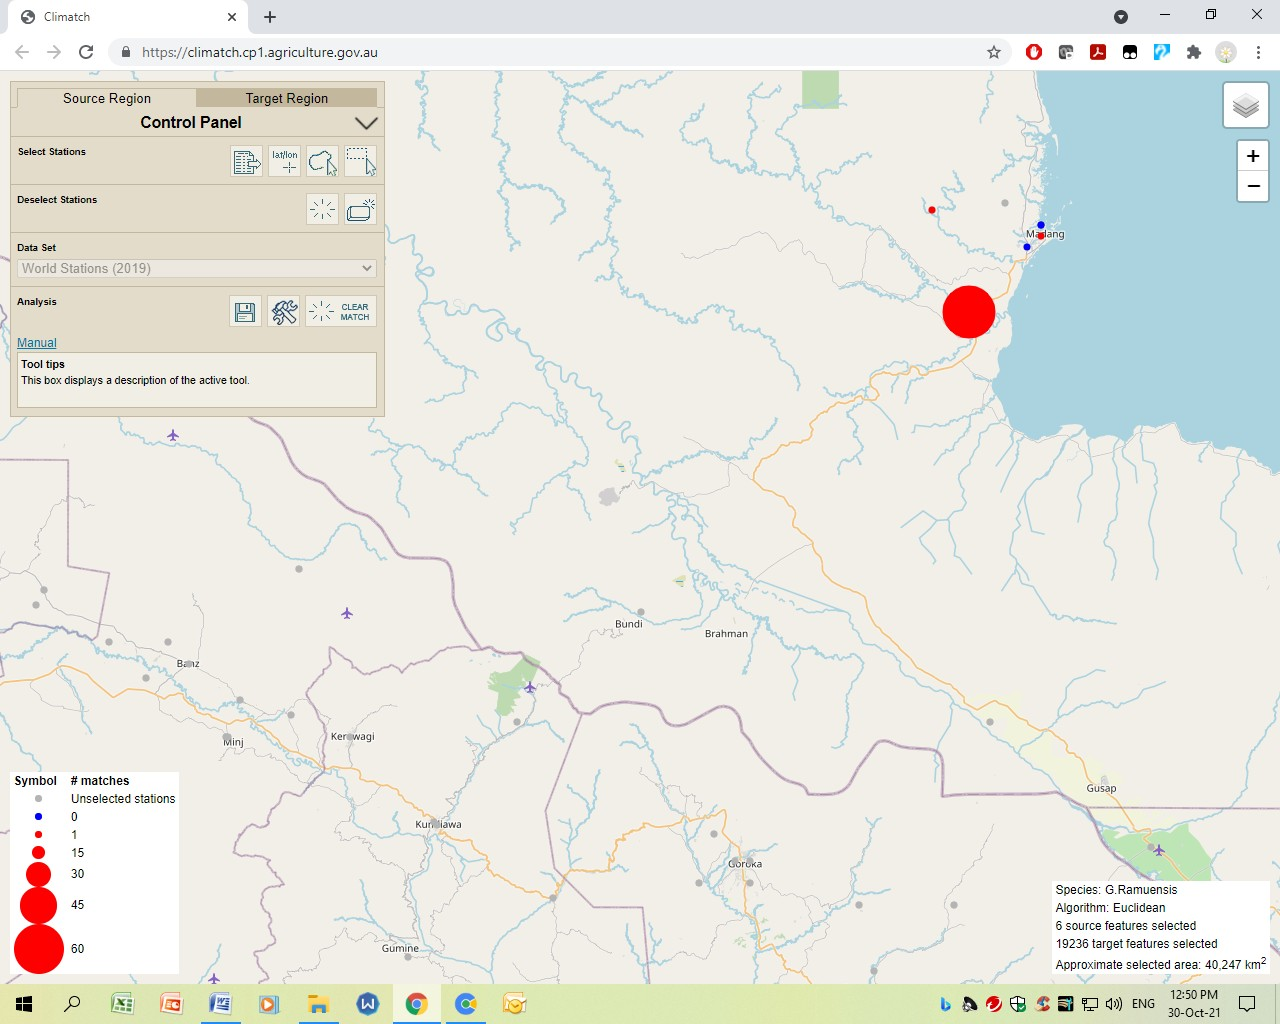 Climatch
https://climatch.cp1.agriculture.gov.au
Source Region
Target Region
Control Panel
Select Stations
lat/lon
Deselect Stations
Data Set
World Stations (2019)
Analysis
CLEAR
MATCH
Manual
Tool tips
This box displays a description of the active tool.
Madang
Bundi
Brahman
Banz
Minj
Kerowagi
Kundiawa
Goroka
Gumine
Gusap
Symbol # matches
Unselected stations
0
1
15
30
45
60
Species: G.Ramuensis
Algorithm: Euclidean
6 source features selected
19236 target features selected
Approximate selected area: 40,247 km2
ENG
12:50 PM
30-Oct-21